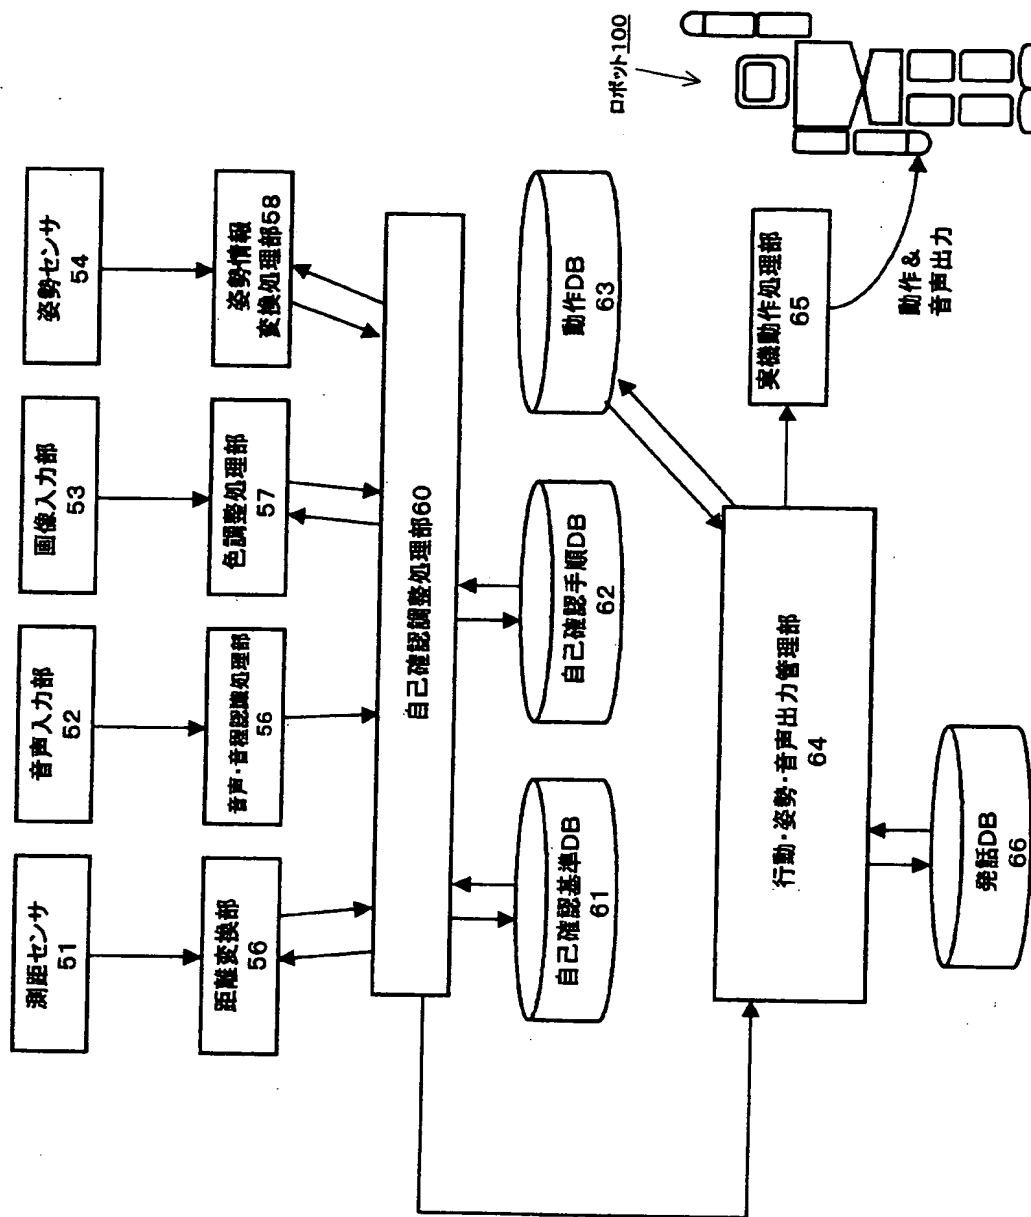 測距センサ
51
音声入力部
52
画像入力部
53
姿勢センサ
54
距離変換部
56
音声・音程認識処理部
56
色調整処理部
57
姿勢情報
変換処理部58
自己確認調整処理部60
自己確認基準DB
61
自己確認手順DB
62
動作DB
63
行動・姿勢・音声出力管理部
64
実機動作処理部
65
発話DB
66
動作&
音声出力
ロボット100